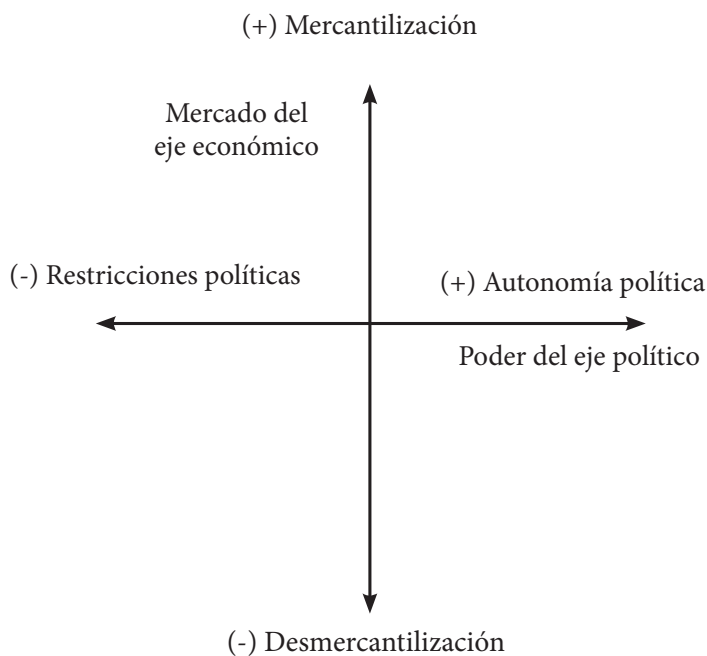 (+) Mercantilización
Mercado del
eje económico
(-) Restricciones políticas
(+) Autonomía política
Poder del eje político
(-) Desmercantilización